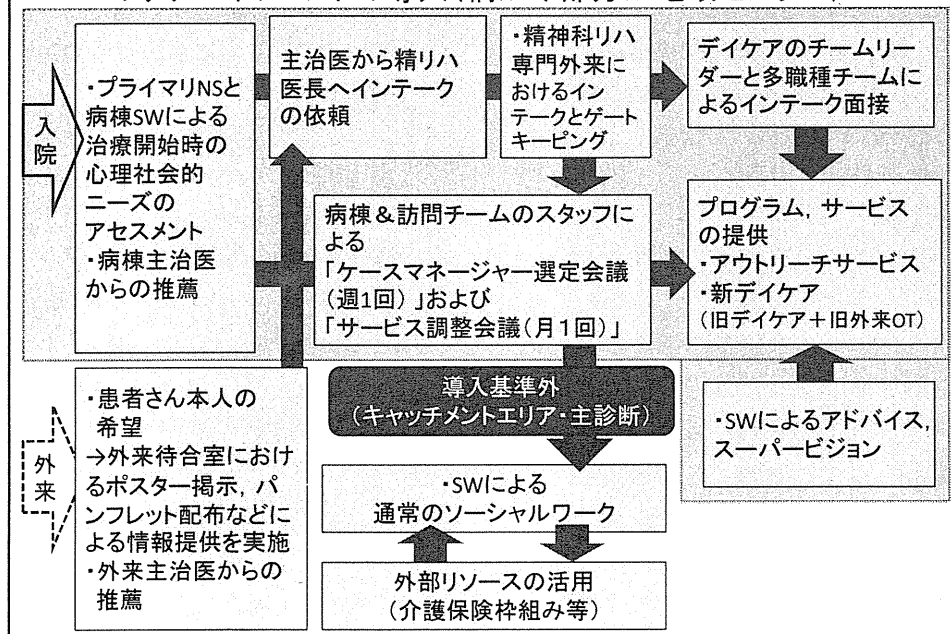 入院
・プライマリNSと
病棟SWによる
治療開始時の
心理社会的
ニーズの
アセスメント
・病棟主治医
からの推薦
主治医から精リハ
医長へインテーク
の依頼
・精神科リハ
専門外来に
おけるイン
テークとゲート
キーピング
デイケアのチームリー
ダーと多職種チームに
よるインテーク面接
病棟&訪問チームのスタッフに
よる
「ケースマネージャー選定会議
(週1回)」および
「サービス調整会議(月1回)」
プログラム，サービス
の提供
・アウトリーチサービス
・新デイケア
(旧デイケア+旧外来OT)
外来
・患者さん本人の
希望
→外来待合室におけ
るポスター掲示，パ
ンフレット配布などに
よる情報提供を実施
・外来主治医からの
推薦
導入基準外
(キャッチメントエリア・主診断)
・SWによる
通常のソーシャルワーク
外部リソースの活用
(介護保険枠組み等)
・SWによるアドバイス，
スーパービジョン